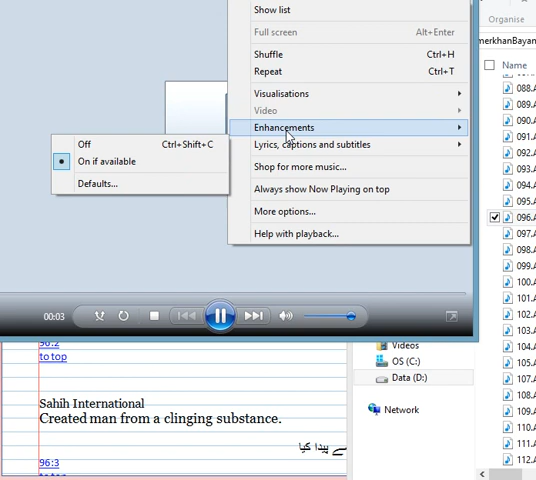 Show list
Full screen Alt+Enter
Shuffle Ctrl+H
Repeat Ctrl+T
Visualisations
Video
Enhancements
Lyrics, captions and subtitles
Shop for more music...
Always show Now Playing on top
More options...
Help with playback...
Off Ctrl+Shift+C
On if available
Defaults...
00:03
Organise
merkhanBayan
Name
088.A
089.A
090.A
091.A
092.A
093.A
094.A
095.A
096.A
097.A
098.A
099.A
100.A
101.A
102.A
103.A
104.A
105.A
107.A
108.A
109.A
110.A
111.A
112.A
Videos
OS (C:)
Data (D:)
Network
96:2
to top
Sahih International
Created man from a clinging substance.
سے پیدا کیا
96:3
to top